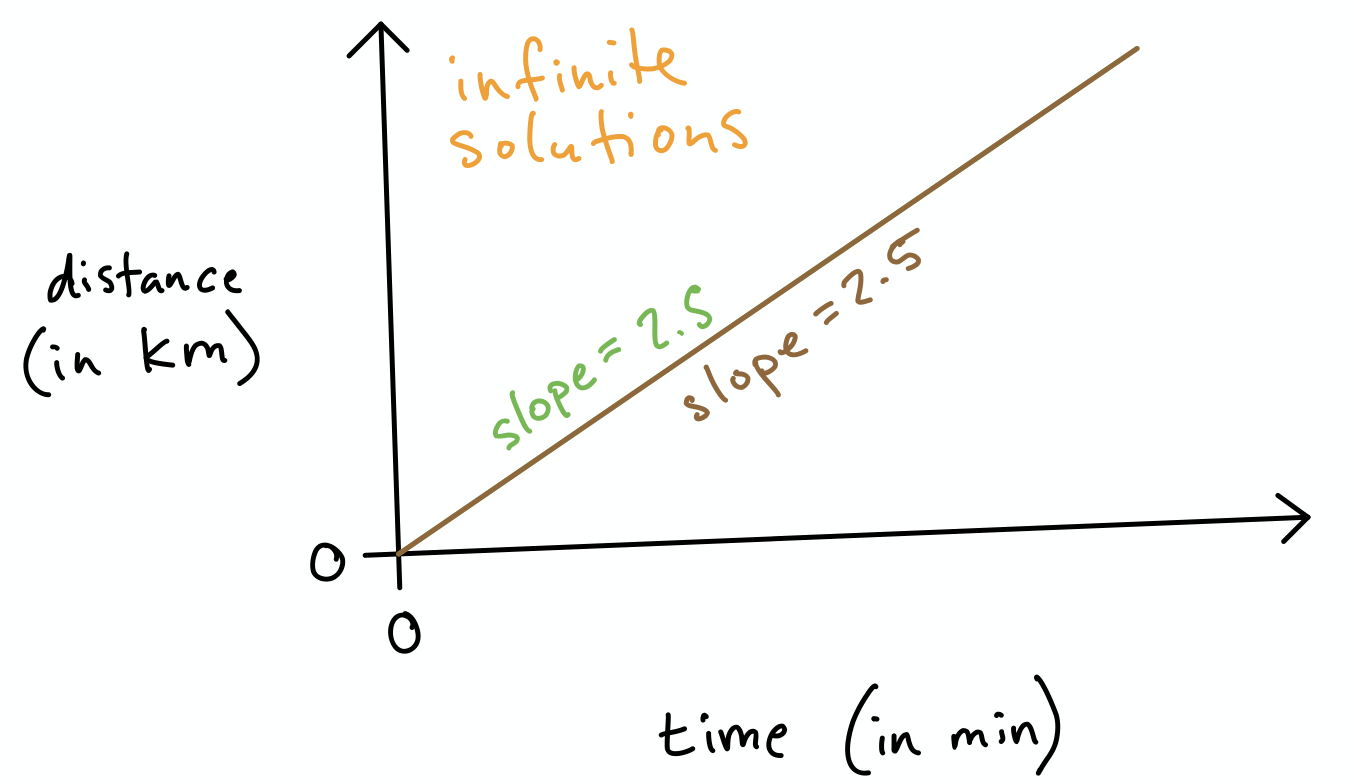 infinite
solutions
distance
(in km)
slope = 2.5
slope = 2.5
0
0
time (in min)